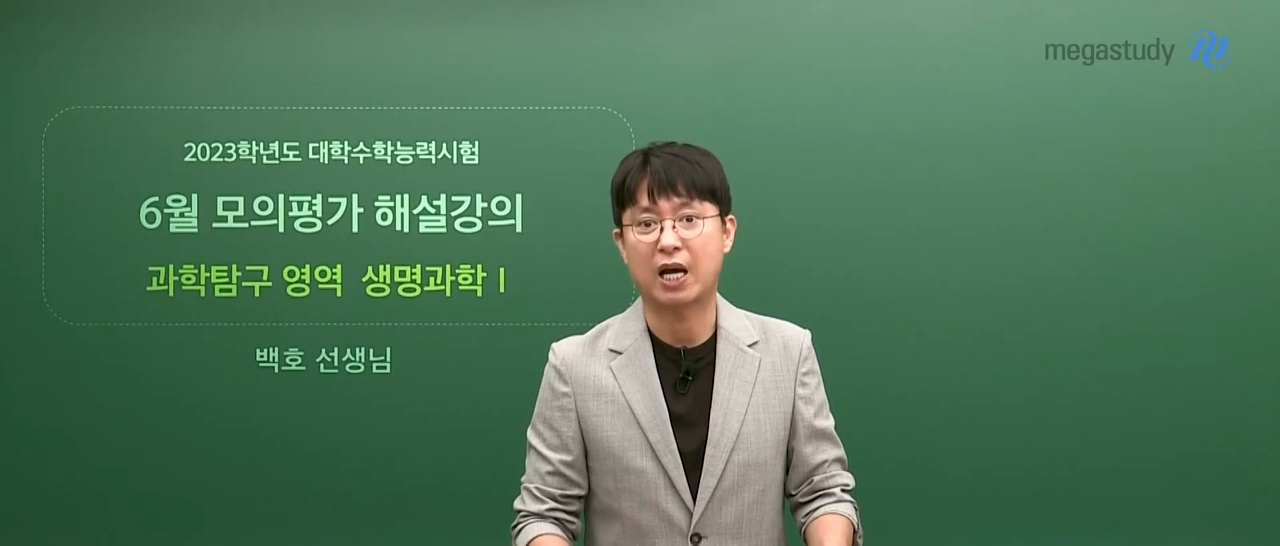 megastudy
2023학년도 대학수학능력시험
6월 모의평가 해설강의
과학탐구 영역 생명과학 I
백호 선생님